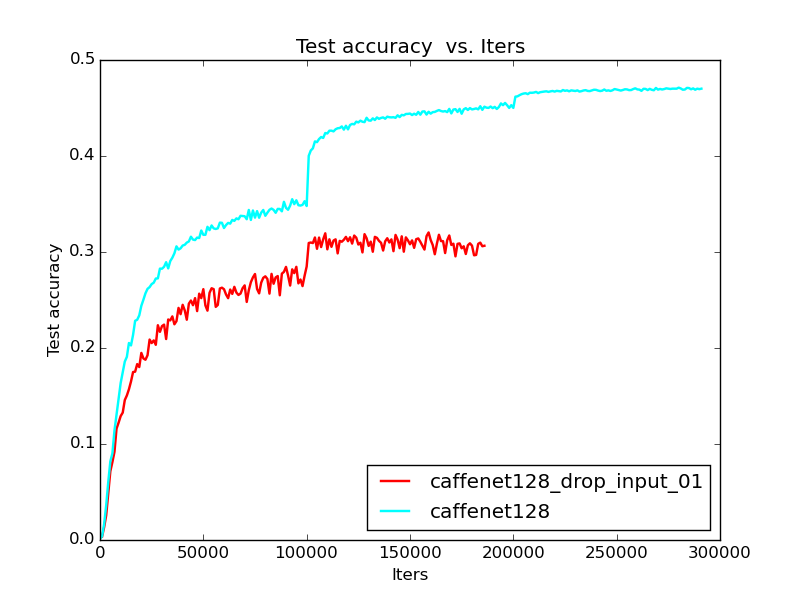 Test accuracy  vs. Iters
0.5
0.4
0.3
0.2
0.1
0.0
Test accuracy
caffenet128_drop_input_01
caffenet128
0
50000
100000
150000
200000
250000
300000
Iters